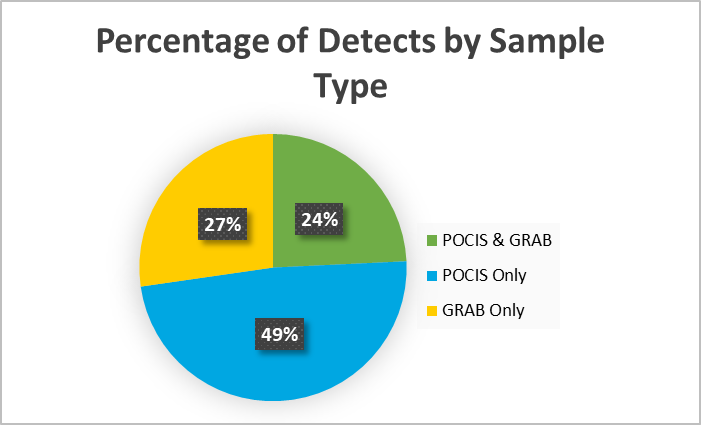 Percentage of Detects by Sample
Type
27%
24%
49%
POCIS & GRAB
POCIS Only
GRAB Only